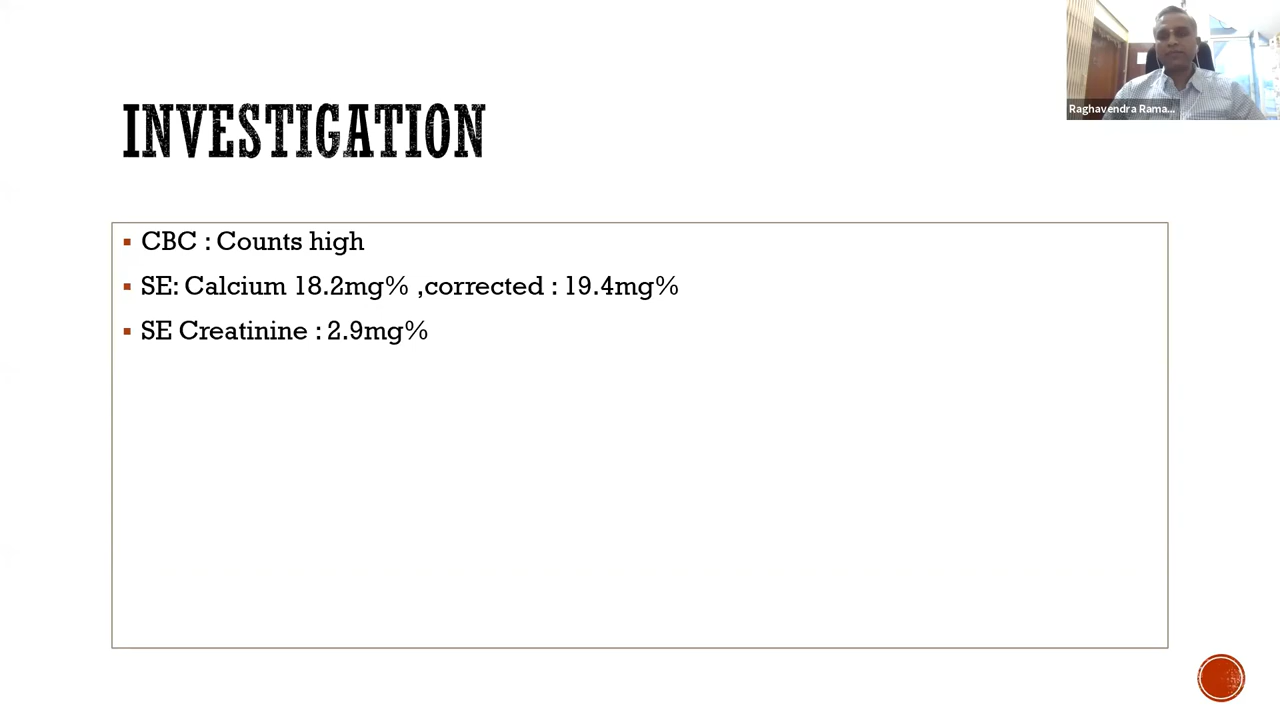 Raghavendra Rama...
INVESTIGATION
▪ CBC : Counts high
▪ SE: Calcium 18.2mg% ,corrected : 19.4mg%
▪ SE Creatinine : 2.9mg%